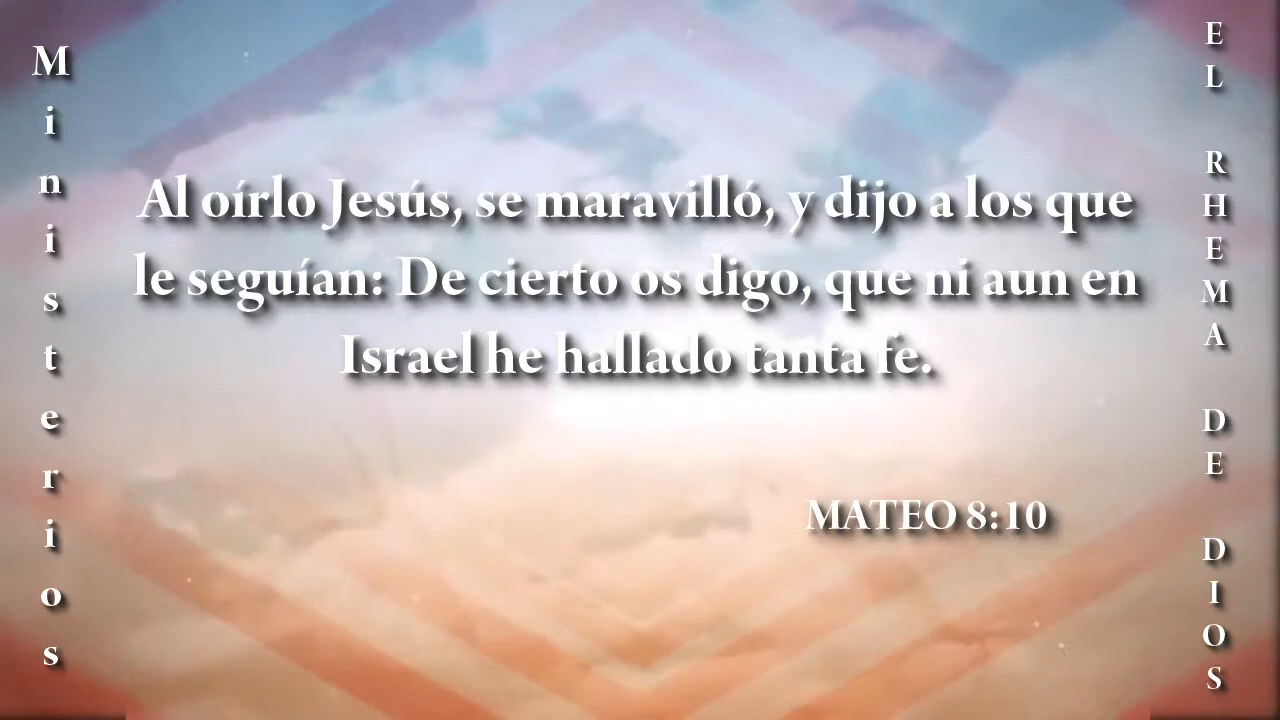 Ministerios
Al oírlo Jesús, se maravilló, y dijo a los que
le seguían: De cierto os digo, que ni aun en
Israel he hallado tanta fe.
MATEO 8:10
EL RHEMA DE DIOS